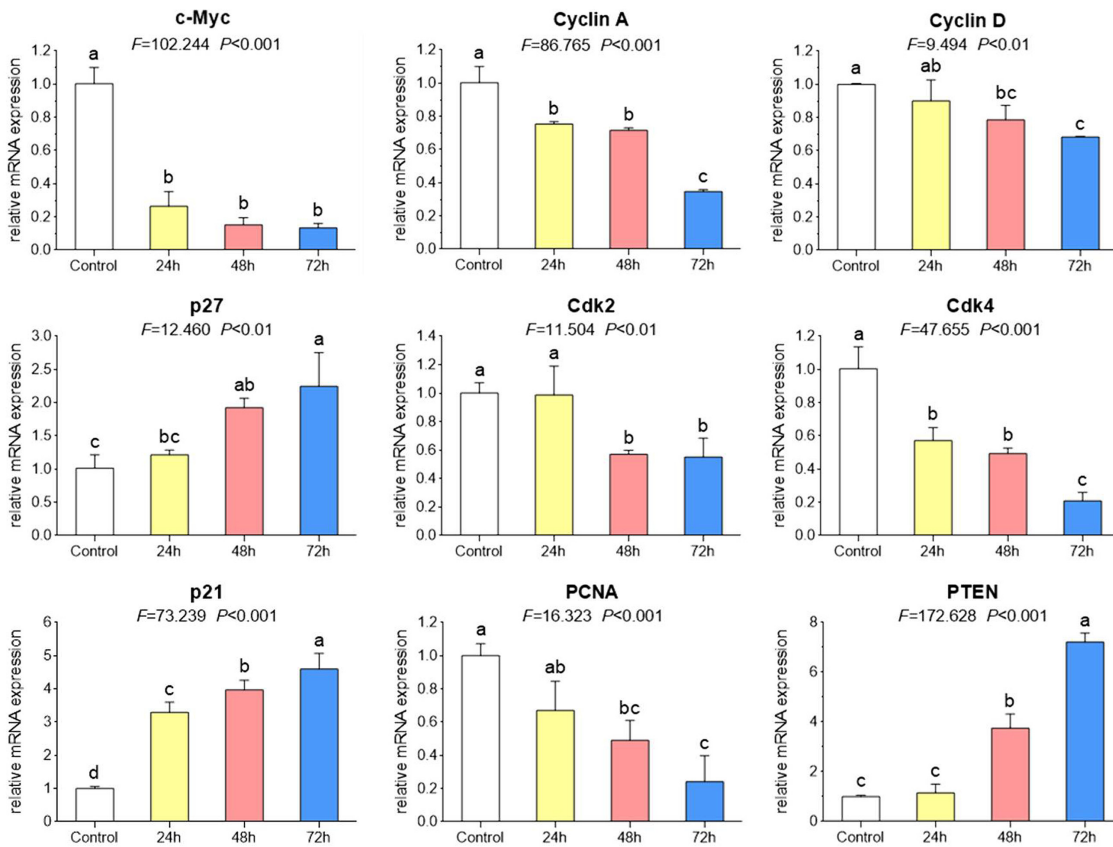 c-Myc
F=102.244 P<0.001
relative mRNA expression
1.2
1.0
0.8
0.6
0.4
0.2
0.0
a
b
b
b
Control 24h 48h 72h
Cyclin A
F=86.765 P<0.001
relative mRNA expression
1.2
1.0
0.8
0.6
0.4
0.2
0.0
a
b
b
c
Control 24h 48h 72h
Cyclin D
F=9.494 P<0.01
relative mRNA expression
1.2
1.0
0.8
0.6
0.4
0.2
0.0
a
ab
bc
c
Control 24h 48h 72h
p27
F=12.460 P<0.01
relative mRNA expression
3.0
2.5
2.0
1.5
1.0
0.5
0.0
c
bc
ab
a
Control 24h 48h 72h
Cdk2
F=11.504 P<0.01
relative mRNA expression
1.4
1.2
1.0
0.8
0.6
0.4
0.2
0.0
a
a
b
b
Control 24h 48h 72h
Cdk4
F=47.655 P<0.001
relative mRNA expression
1.2
1.0
0.8
0.6
0.4
0.2
0.0
a
b
b
c
Control 24h 48h 72h
p21
F=73.239 P<0.001
relative mRNA expression
6
5
4
3
2
1
0
d
c
b
a
Control 24h 48h 72h
PCNA
F=16.323 P<0.001
relative mRNA expression
1.2
1.0
0.8
0.6
0.4
0.2
0.0
a
ab
bc
c
Control 24h 48h 72h
PTEN
F=172.628 P<0.001
relative mRNA expression
8
6
4
2
0
c
c
b
a
Control 24h 48h 72h